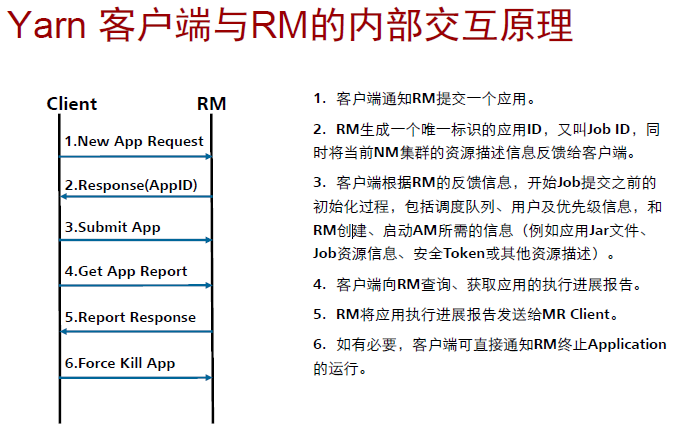 Yarn 客户端与RM的内部交互原理
Client
RM
1.New App Request
2.Response(AppID)
3.Submit App
4.Get App Report
5.Report Response
6.Force Kill App
1. 客户端通知RM提交一个应用。
2. RM生成一个唯一标识的应用ID，又叫Job ID，同
时将当前NM集群的资源描述信息反馈给客户端。
3. 客户端根据RM的反馈信息，开始Job提交之前的
初始化过程，包括调度队列、用户及优先级信息，和
RM创建、启动AM所需的信息（例如应用Jar文件、
Job资源信息、安全Token或其他资源描述）。
4. 客户端向RM查询、获取应用的执行进展报告。
5. RM将应用执行进展报告发送给MR Client。
6. 如有必要，客户端可直接通知RM终止Application
的运行。